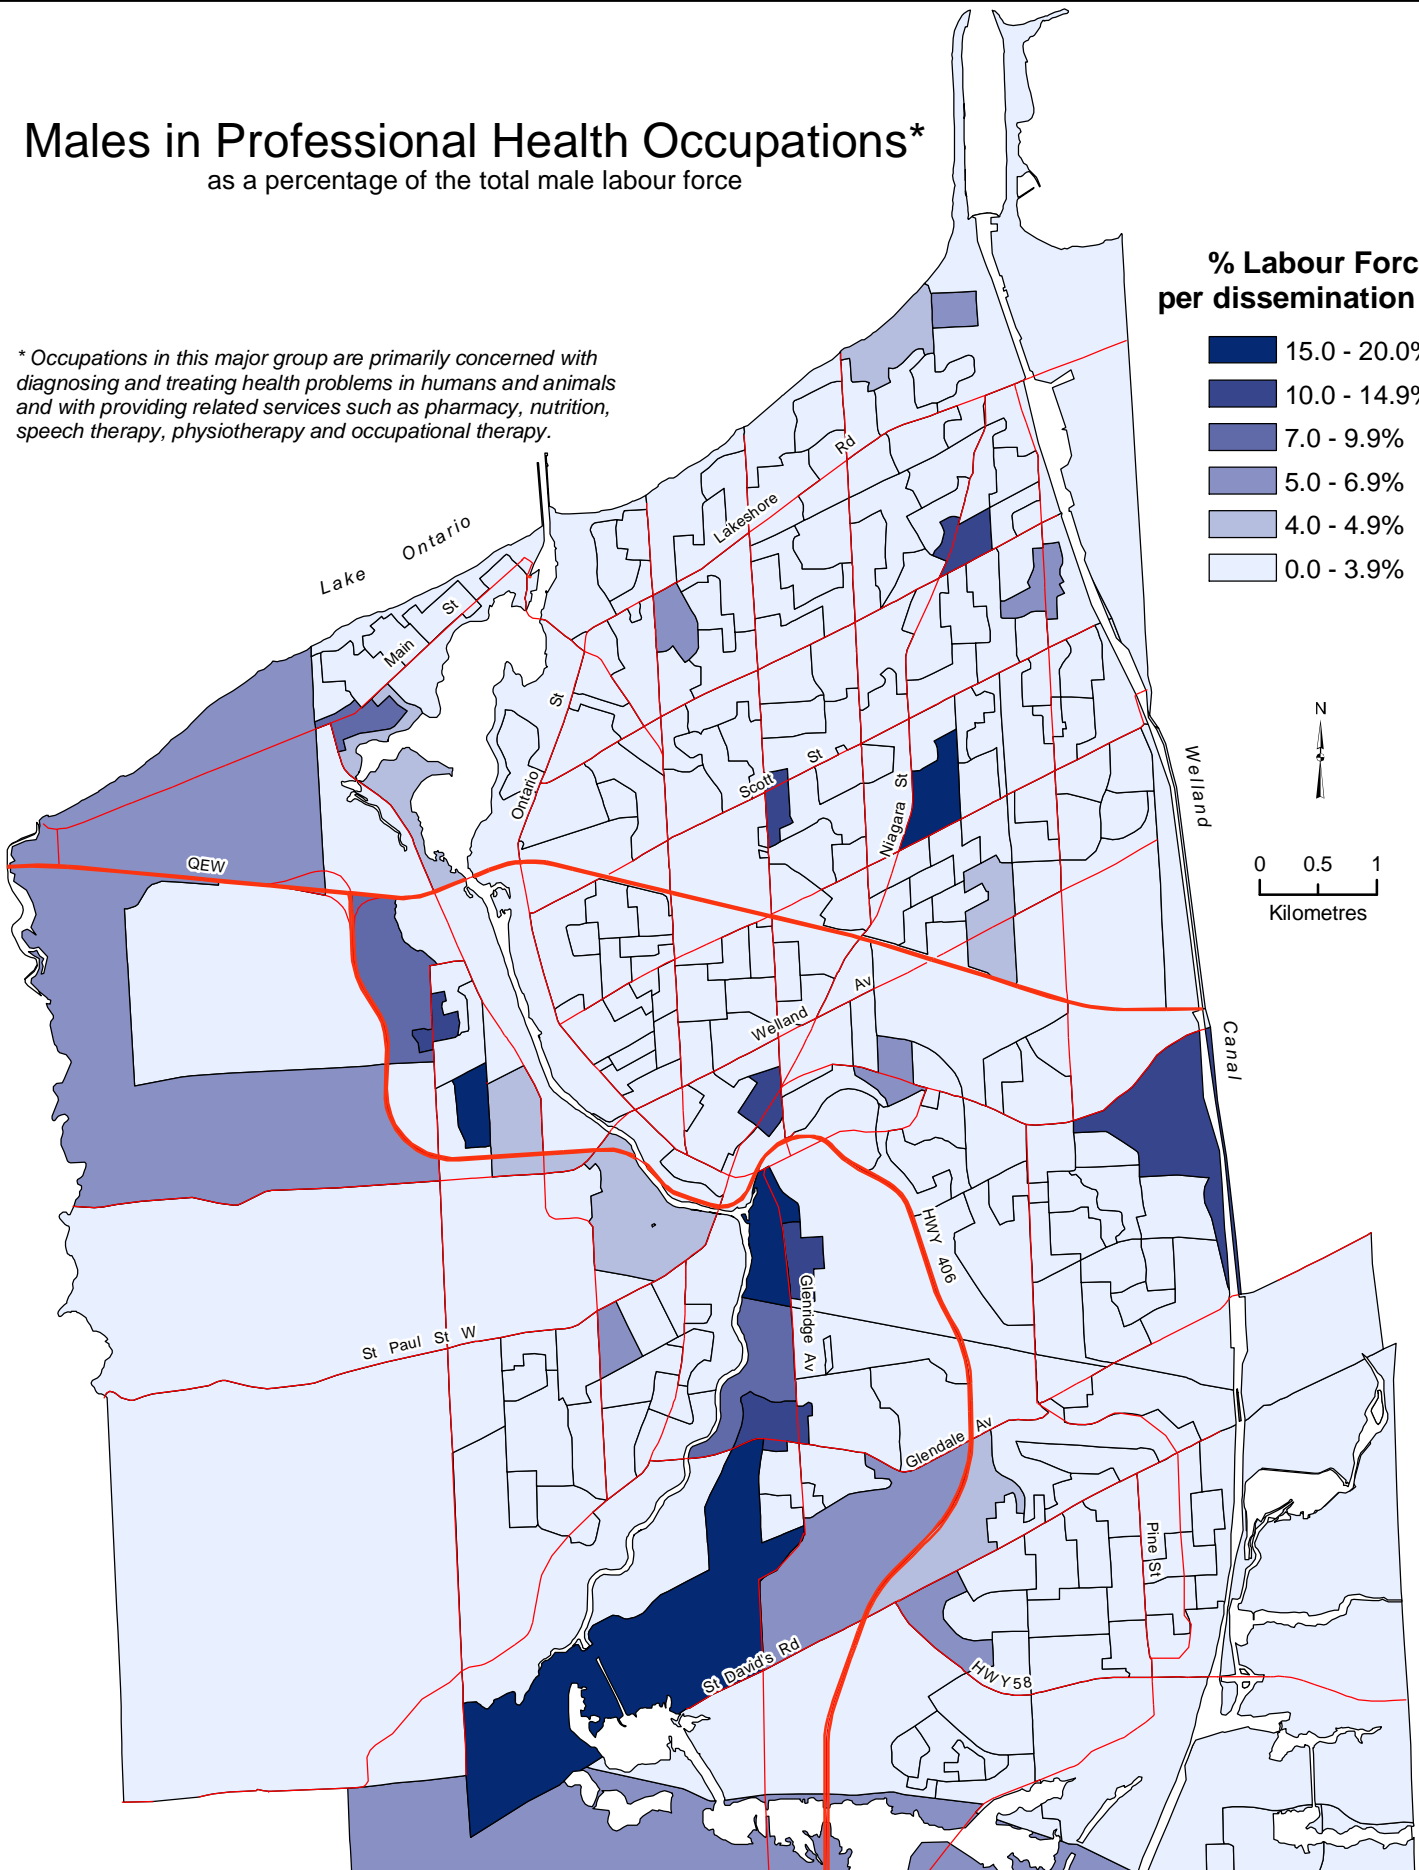 Males in Professional Health Occupations*
as a percentage of the total male labour force
* Occupations in this major group are primarily concerned with
diagnosing and treating health problems in humans and animals
and with providing related services such as pharmacy, nutrition,
speech therapy, physiotherapy and occupational therapy.
% Labour Forc
per dissemination
15.0 - 20.0%
10.0 - 14.9%
7.0 - 9.9%
5.0 - 6.9%
4.0 - 4.9%
0.0 - 3.9%
N
0 0.5 1
Kilometres
Lake Ontario
Lakeshore Rd
Main St
Ontario St
Scott St
Niagara St
Welland Canal
QEW
Welland Av
HWY 406
Glenridge Av
St Paul St W
Glendale Av
Pine St
St David's Rd
HWY58